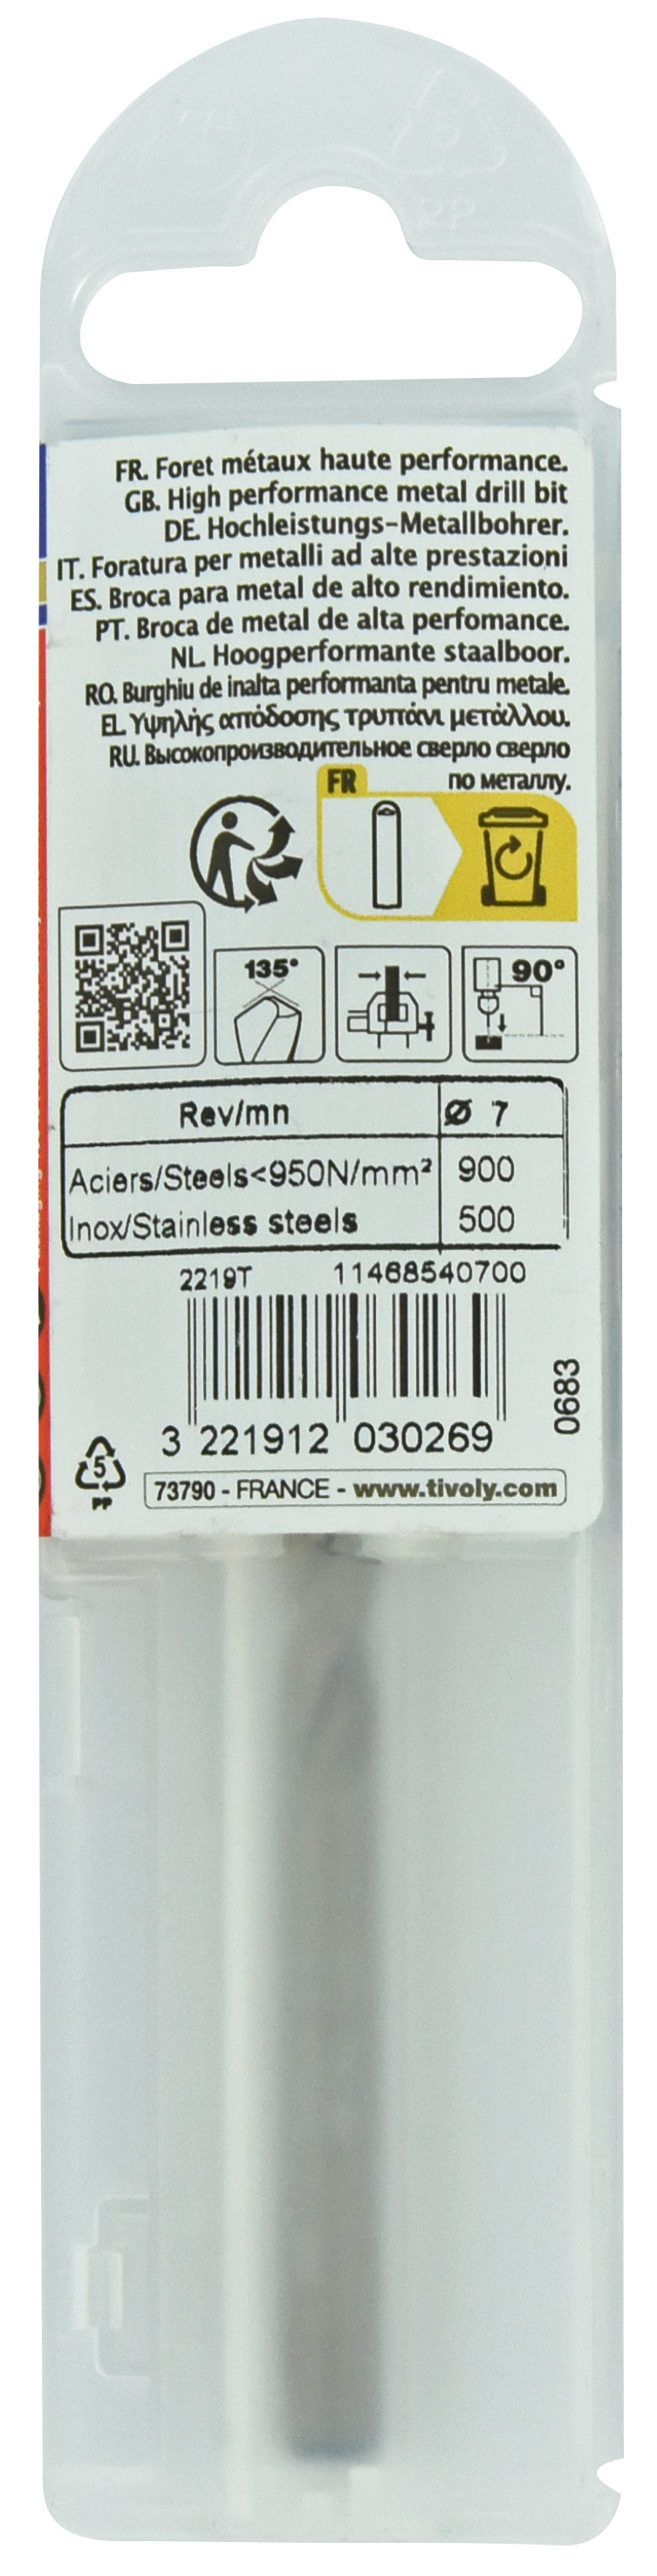 PP
FR. Foret métaux haute performance.
GB. High performance metal drill bit
DE. Hochleistungs-Metallbohrer.
IT. Foratura per metalli ad alte prestazioni
ES. Broca para metal de alto rendimiento.
PT. Broca de metal de alta perfomance.
NL. Hoogperformante staalboor.
RO. Burghiu de inalta performanta pentru metale.
EL. Υψηλής απόδοσης τρυπάνι μετάλλου.
RU. Высокопроизводительное сверло сверло
по металлу.
FR
135°
90°
Rev/mn Ø 7
Aciers/Steels<950N/mm² 900
Inox/Stainless steels 500
2219T 11468540700
3 221912 030269
0683
5
PP
73790 - FRANCE - www.tivoly.com